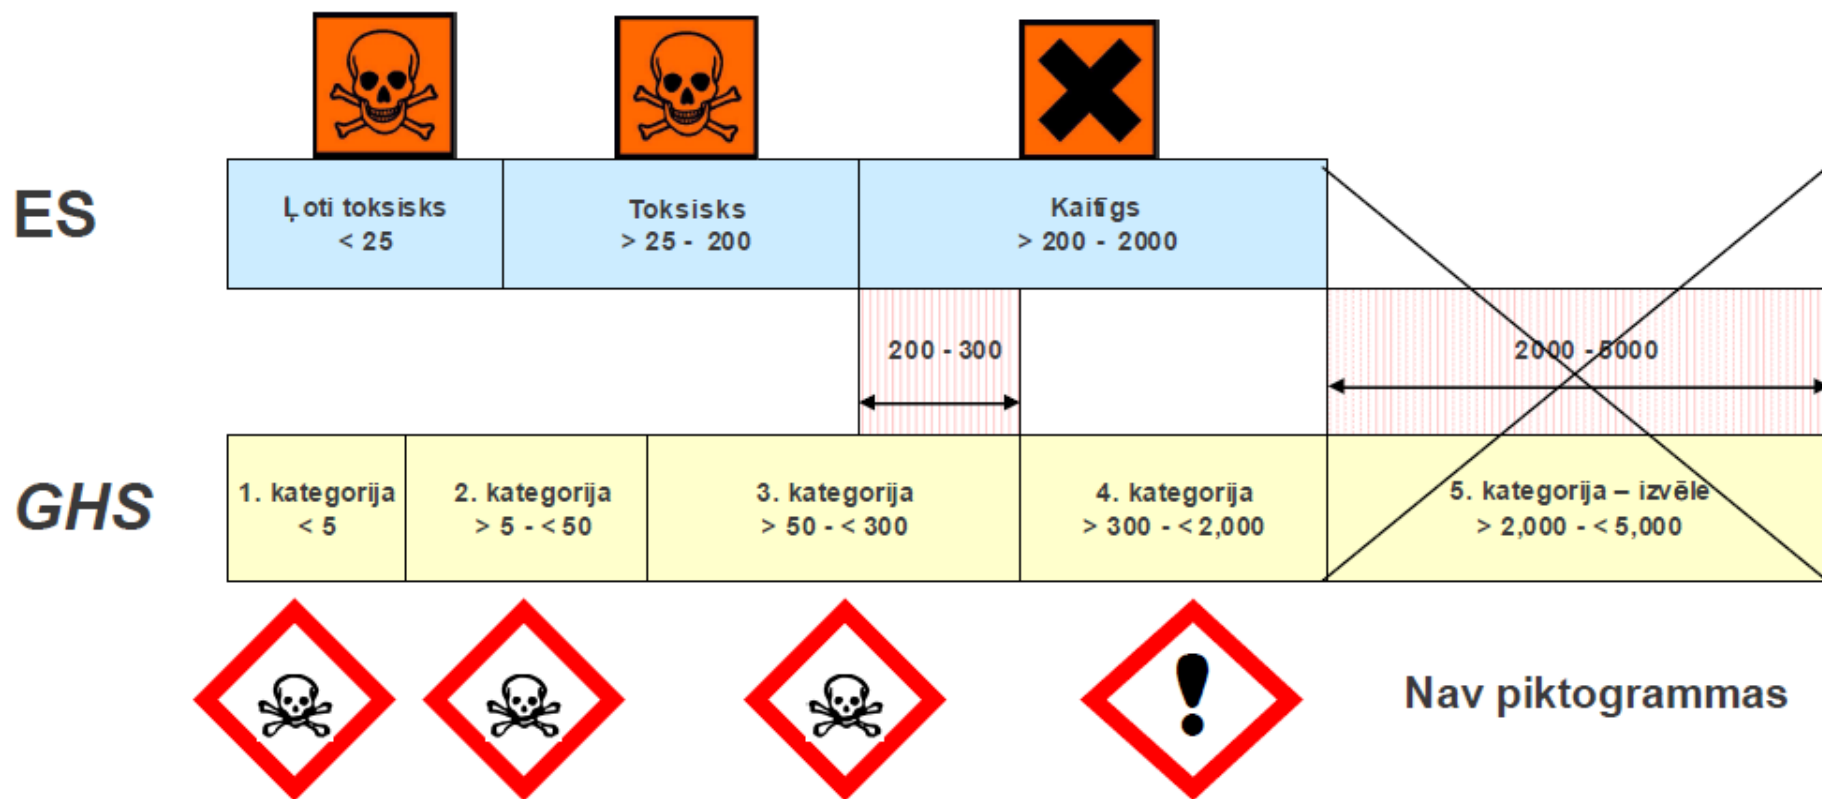 ES
Ļoti toksisks
< 25
Toksisks
> 25 - 200
Kaitīgs
> 200 - 2000
200 - 300
2000 - 5000
GHS
1. kategorija
< 5
2. kategorija
> 5 - < 50
3. kategorija
> 50 - < 300
4. kategorija
> 300 - < 2,000
5. kategorija – izvēle
> 2,000 - < 5,000
Nav piktogrammas